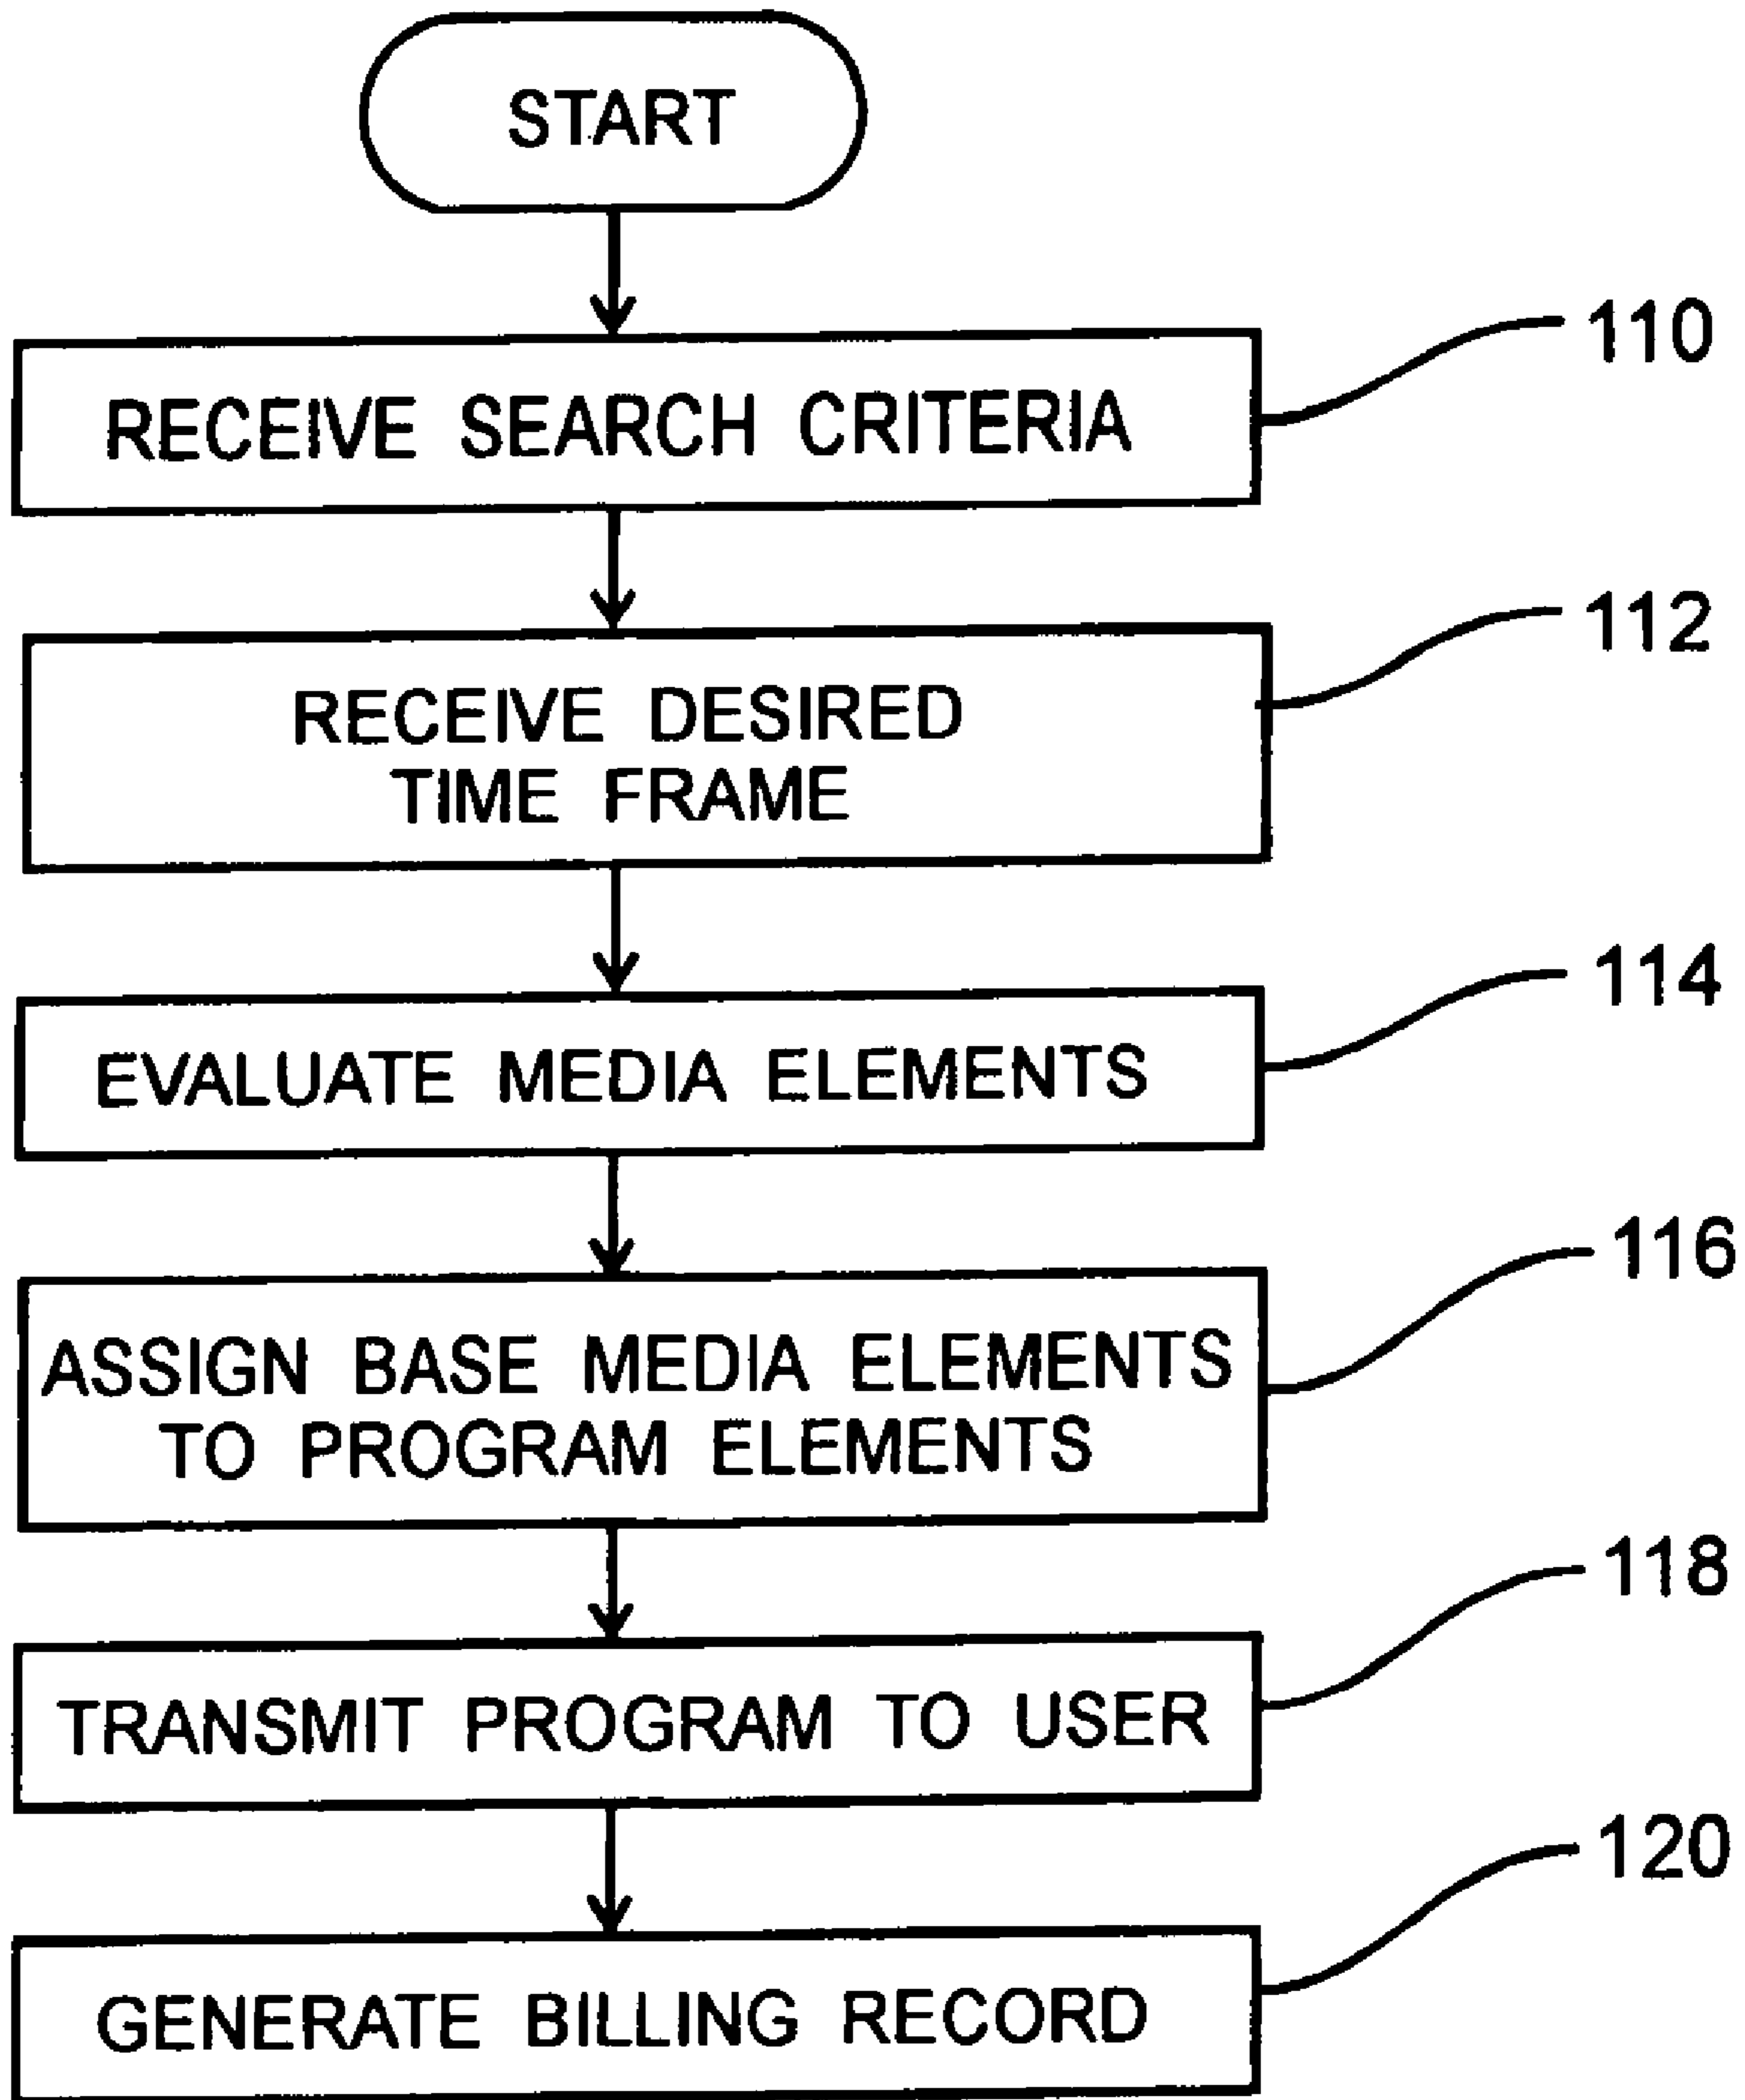 START
110
RECEIVE SEARCH CRITERIA
112
RECEIVE DESIRED
TIME FRAME
114
EVALUATE MEDIA ELEMENTS
116
ASSIGN BASE MEDIA ELEMENTS
TO PROGRAM ELEMENTS
118
TRANSMIT PROGRAM TO USER
120
GENERATE BILLING RECORD